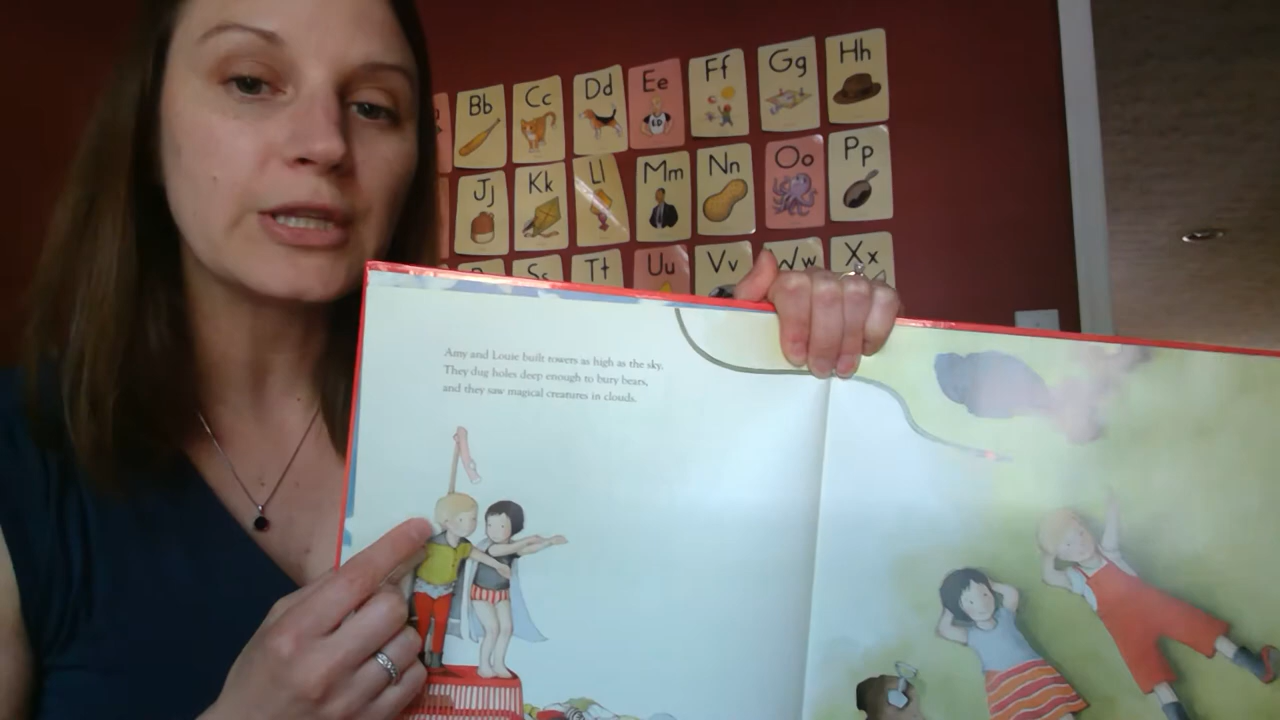 Bb Cc Dd Ee Ff Gg Hh
Jj Kk Ll Mm Nn Oo Pp
Ss Tt Uu Vv Ww Xx
Amy and Louie built towers as high as the sky.
They dug holes deep enough to bury bears,
and they saw magical creatures in clouds.